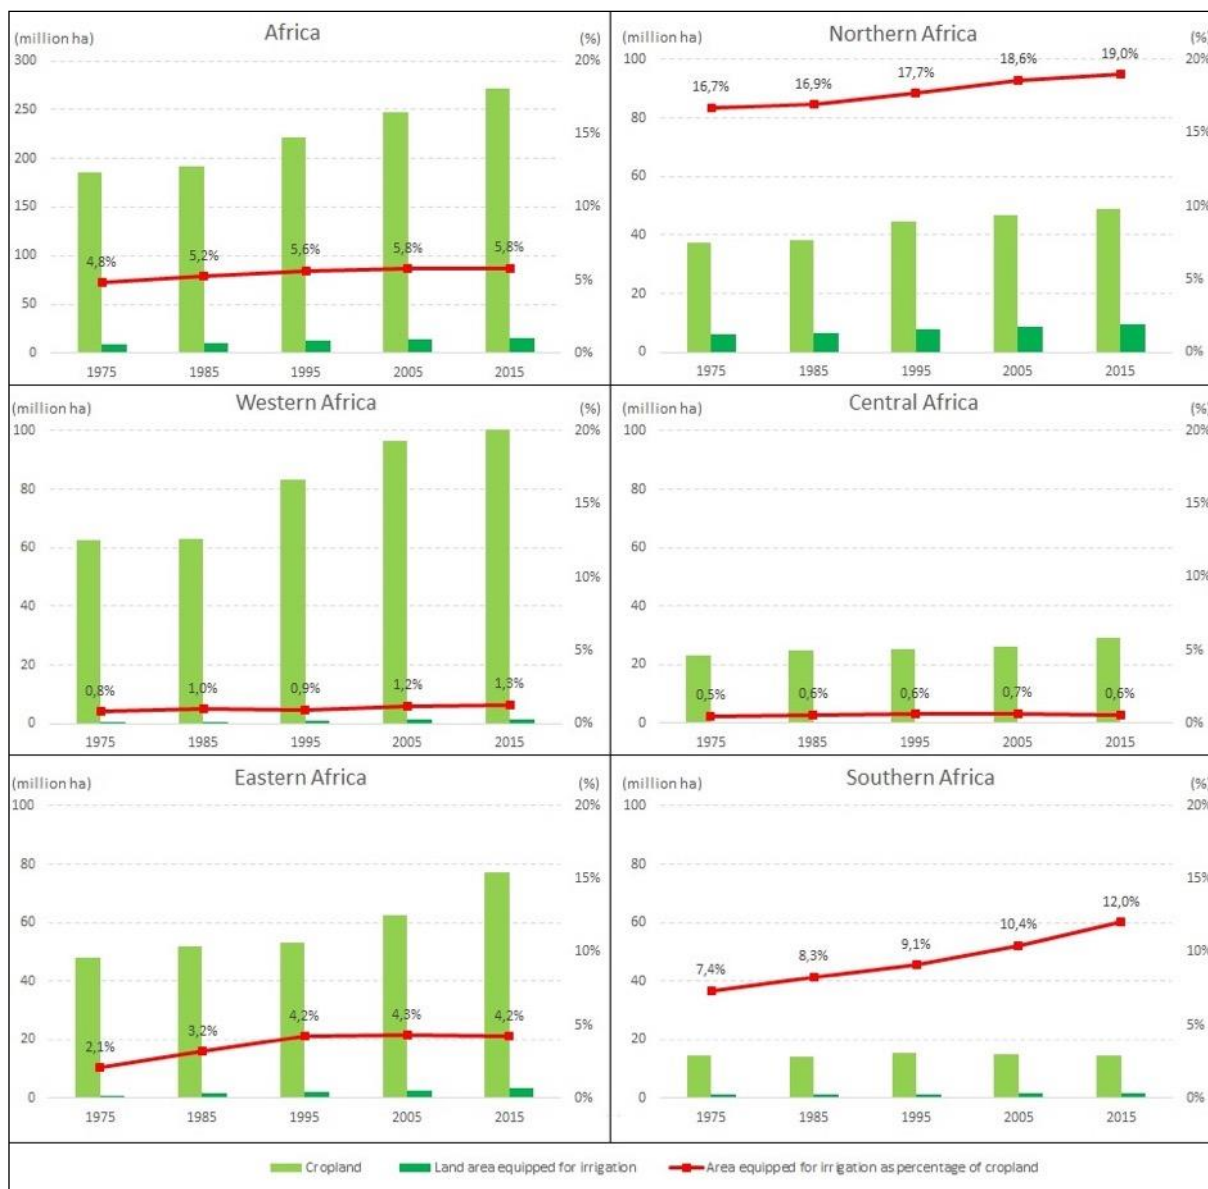 Africa
(million ha) (%)
300 20%
250
15%
200
150 10%
100
5%
50
0 0%
4,8% 5,2% 5,6% 5,8% 5,8%
1975 1985 1995 2005 2015
Northern Africa
(million ha) (%)
100 20%
80
15%
60
10%
40
5%
20
0 0%
16,7% 16,9% 17,7% 18,6% 19,0%
1975 1985 1995 2005 2015
Western Africa
(million ha) (%)
100 20%
80
15%
60
10%
40
5%
20
0 0%
0,8% 1,0% 0,9% 1,2% 1,3%
1975 1985 1995 2005 2015
Central Africa
(million ha) (%)
100 20%
80
15%
60
10%
40
5%
20
0 0%
0,5% 0,6% 0,6% 0,7% 0,6%
1975 1985 1995 2005 2015
Eastern Africa
(million ha) (%)
100 20%
80
15%
60
10%
40
5%
20
0 0%
2,1% 3,2% 4,2% 4,3% 4,2%
1975 1985 1995 2005 2015
Southern Africa
(million ha) (%)
100 20%
80
15%
60
10%
40
5%
20
0 0%
7,4% 8,3% 9,1% 10,4% 12,0%
1975 1985 1995 2005 2015
Cropland Land area equipped for irrigation Area equipped for irrigation as percentage of cropland